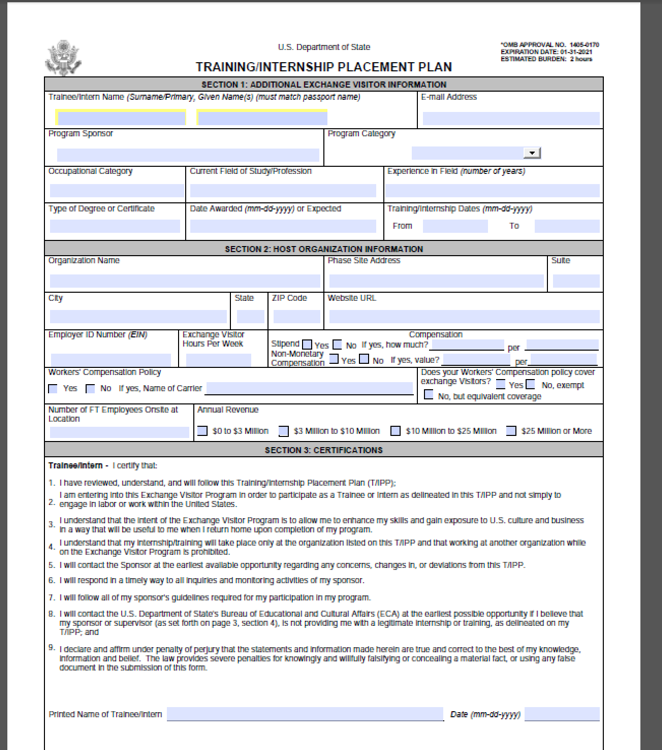 U.S. Department of State
*OMB APPROVAL NO. 1405-0170
EXPIRATION DATE: 01-31-2021
ESTIMATED BURDEN: 2 hours
TRAINING/INTERNSHIP PLACEMENT PLAN
SECTION 1: ADDITIONAL EXCHANGE VISITOR INFORMATION
Trainee/Intern Name (Surname/Primary, Given Name(s) (must match passport name)
E-mail Address
Program Sponsor
Program Category
Occupational Category
Current Field of Study/Profession
Experience in Field (number of years)
Type of Degree or Certificate
Date Awarded (mm-dd-yyyy) or Expected
Training/Internship Dates (mm-dd-yyyy)
From To
SECTION 2: HOST ORGANIZATION INFORMATION
Organization Name
Phase Site Address
Suite
City
State
ZIP Code
Website URL
Employer ID Number (EIN)
Exchange Visitor
Hours Per Week
Compensation
Stipend Yes No If yes, how much? per
Non-Monetary
Compensation Yes No If yes, value? per
Workers' Compensation Policy
Yes No If yes, Name of Carrier
Does your Workers' Compensation policy cover
exchange Visitors? Yes No, exempt
No, but equivalent coverage
Number of FT Employees Onsite at
Location
Annual Revenue
$0 to $3 Million $3 Million to $10 Million $10 Million to $25 Million $25 Million or More
SECTION 3: CERTIFICATIONS
Trainee/Intern - I certify that:
1. I have reviewed, understand, and will follow this Training/Internship Placement Plan (T/IPP);
2. I am entering into this Exchange Visitor Program in order to participate as a Trainee or Intern as delineated in this T/IPP and not simply to
engage in labor or work within the United States.
3. I understand that the intent of the Exchange Visitor Program is to allow me to enhance my skills and gain exposure to U.S. culture and business
in a way that will be useful to me when I return home upon completion of my program.
4. I understand that my internship/training will take place only at the organization listed on this T/IPP and that working at another organization while
on the Exchange Visitor Program is prohibited.
5. I will contact the Sponsor at the earliest available opportunity regarding any concerns, changes in, or deviations from this T/IPP.
6. I will respond in a timely way to all inquiries and monitoring activities of my sponsor.
7. I will follow all of my sponsor's guidelines required for my participation in my program.
8. I will contact the U.S. Department of State's Bureau of Educational and Cultural Affairs (ECA) at the earliest possible opportunity if I believe that
my sponsor or supervisor (as set forth on page 3, section 4), is not providing me with a legitimate internship or training, as delineated on my
T/IPP; and
9. I declare and affirm under penalty of perjury that the statements and information made herein are true and correct to the best of my knowledge,
information and belief. The law provides severe penalties for knowingly and willfully falsifying or concealing a material fact, or using any false
document in the submission of this form.
Printed Name of Trainee/Intern Date (mm-dd-yyyy)